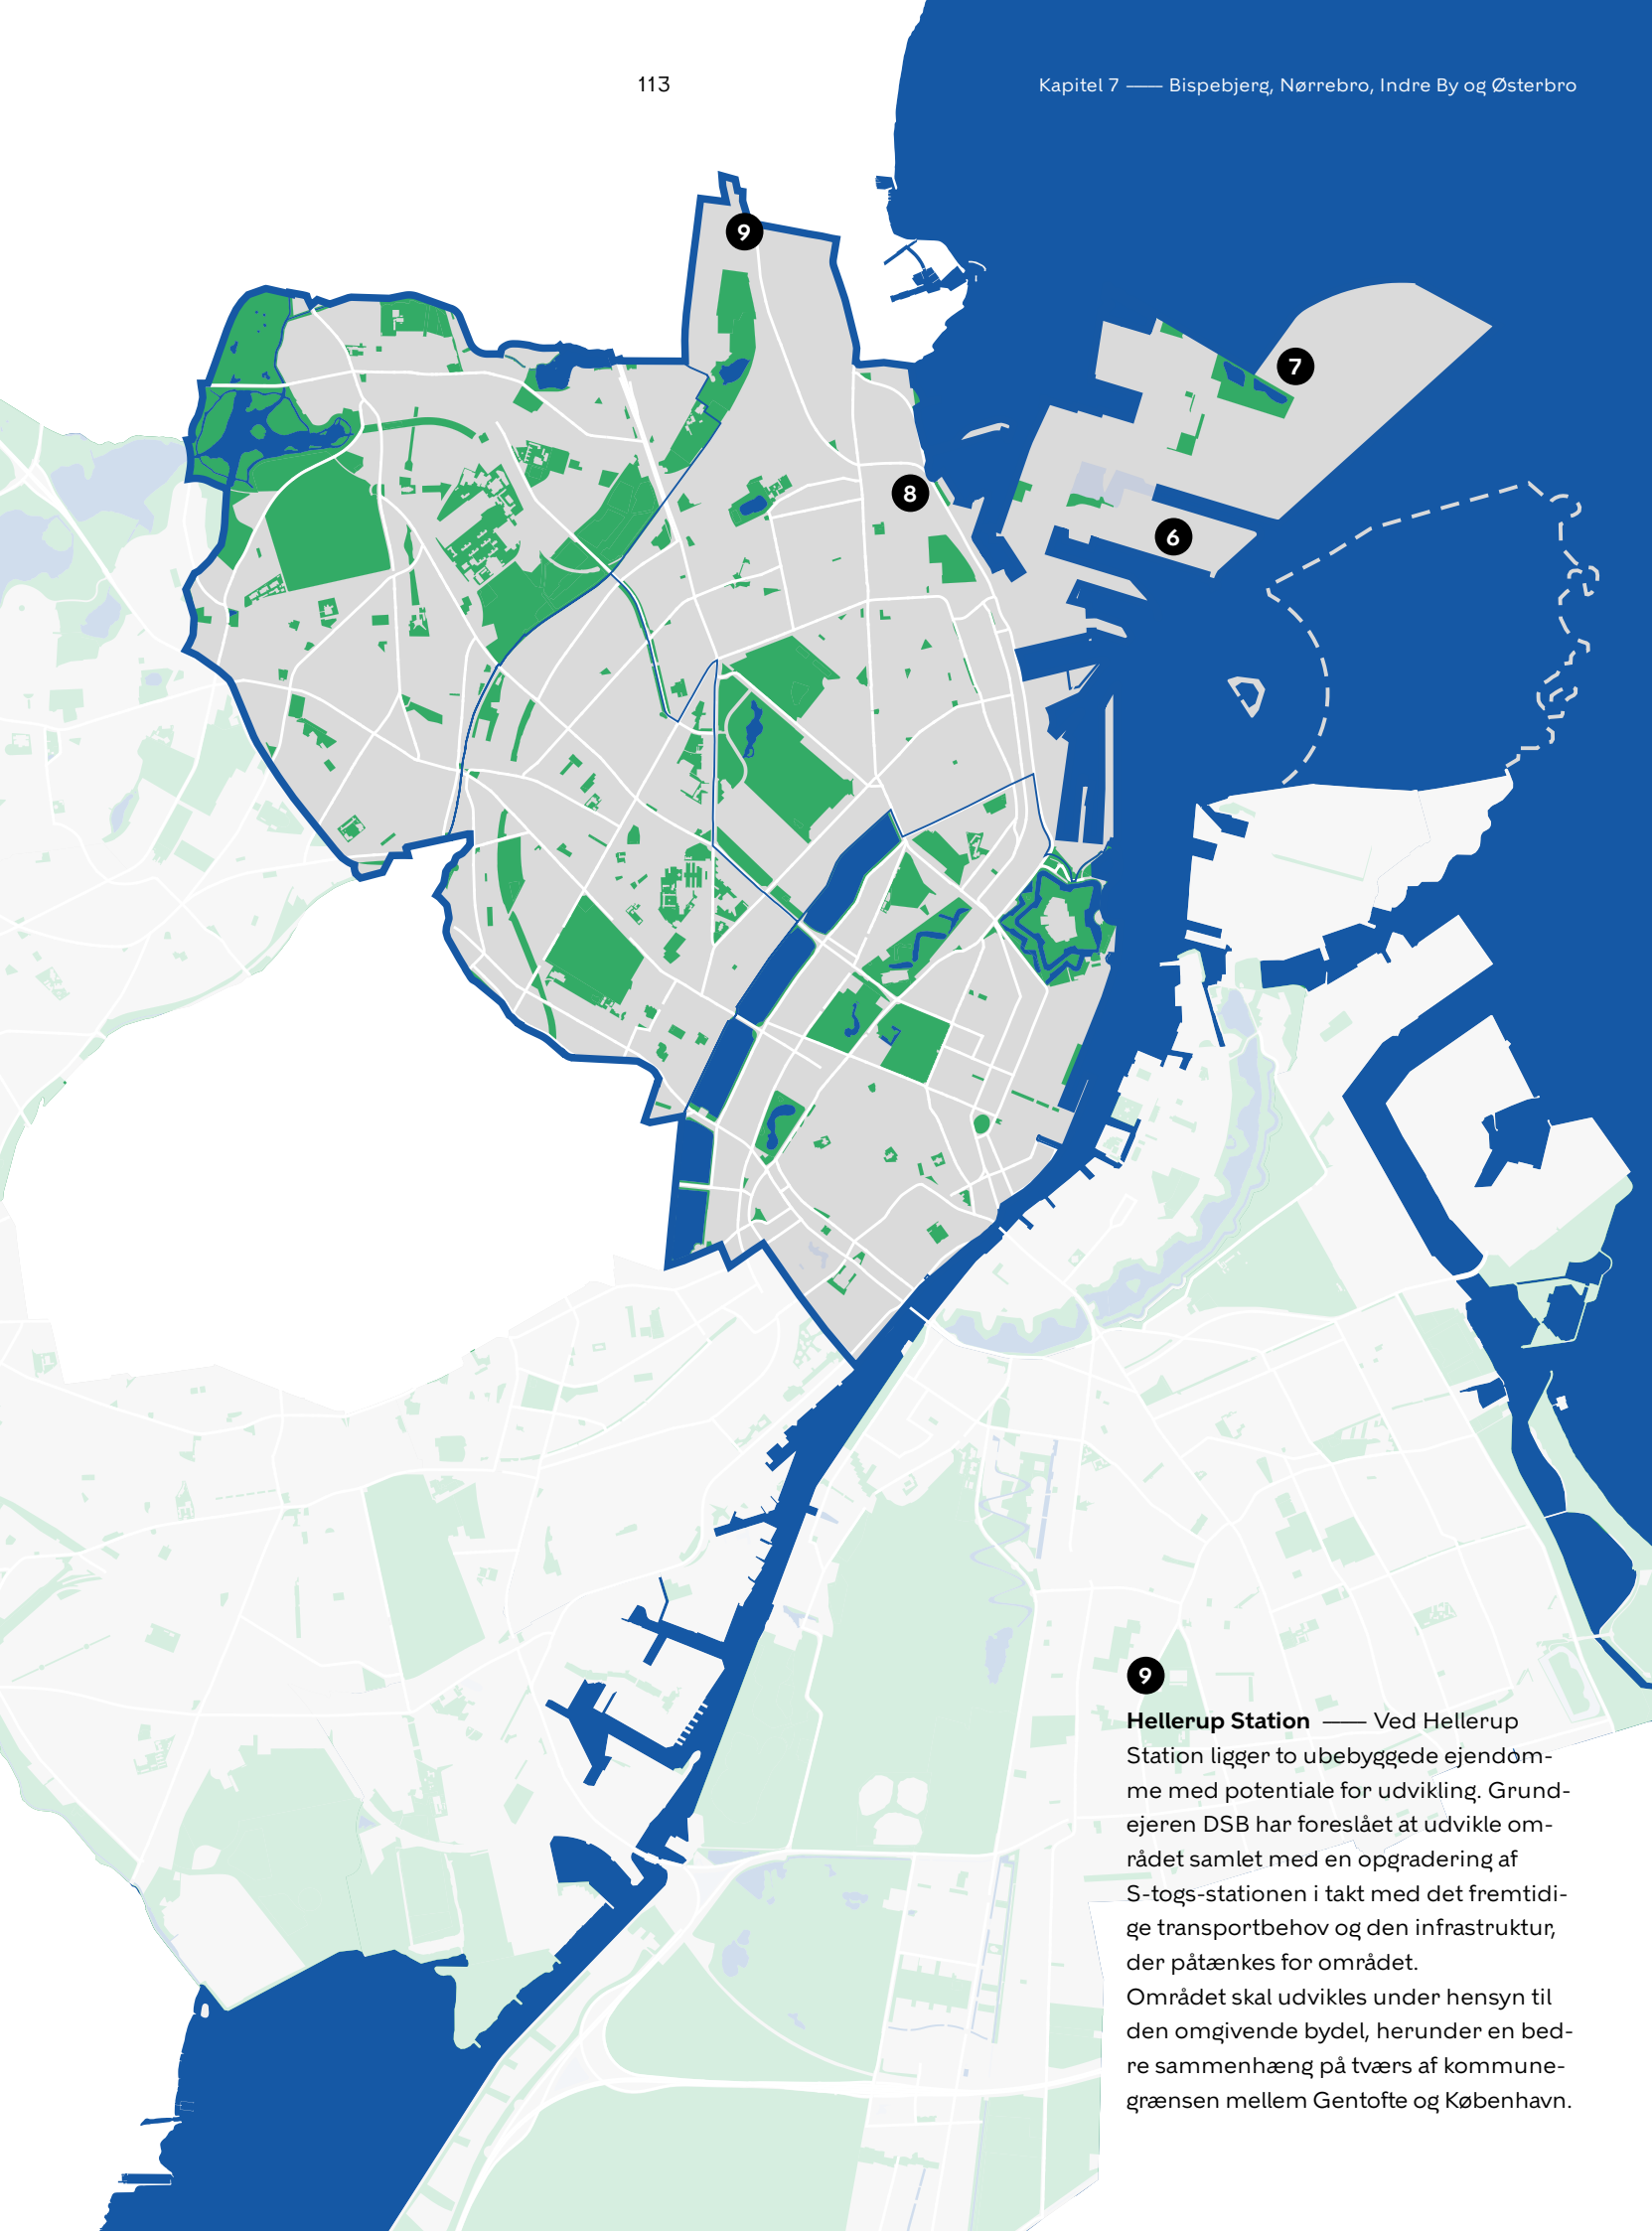 113
Kapitel 7 —— Bispebjerg, Nørrebro, Indre By og Østerbro
9
7
8
6
9
Hellerup Station —— Ved Hellerup
Station ligger to ubebyggede ejendom-
me med potentiale for udvikling. Grund-
ejeren DSB har foreslået at udvikle om-
rådet samlet med en opgradering af
S-togs-stationen i takt med det fremtidi-
ge transportbehov og den infrastruktur,
der påtænkes for området.
Området skal udvikles under hensyn til
den omgivende bydel, herunder en bed-
re sammenhæng på tværs af kommune-
grænsen mellem Gentofte og København.